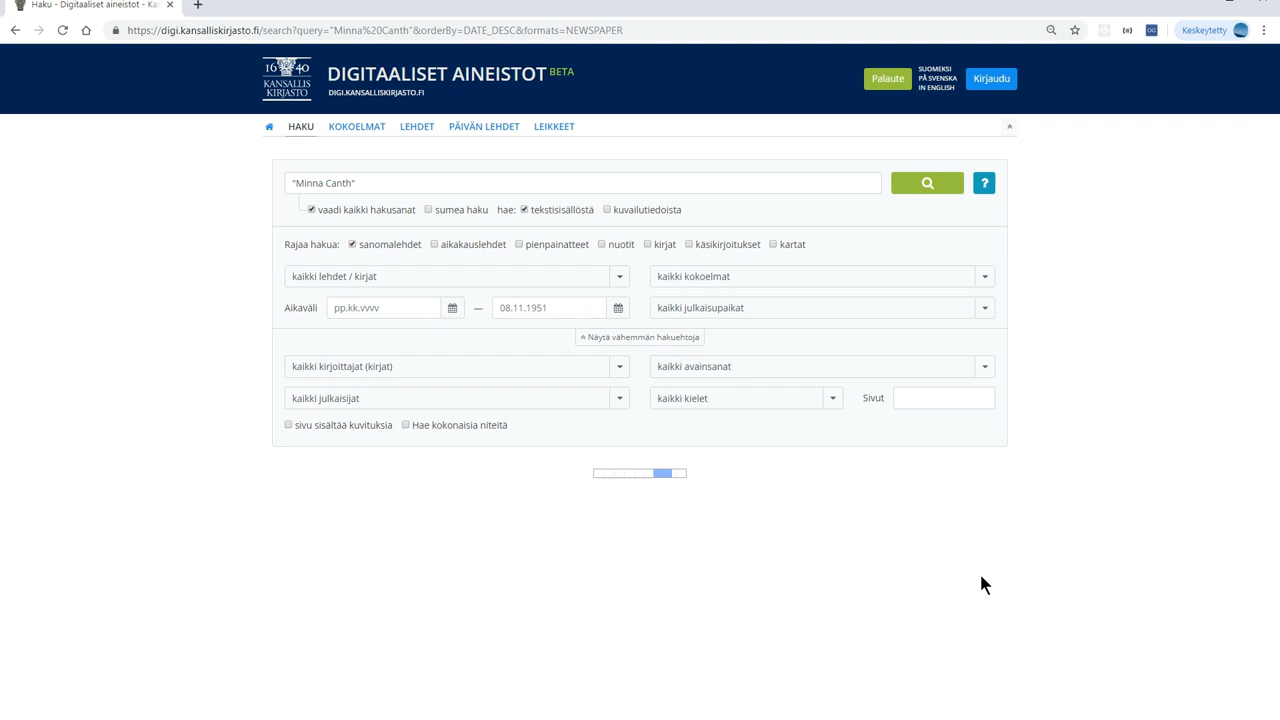 Haku - Digitaaliset aineistot - Ka
https://digi.kansalliskirjasto.fi/search?query="Minna%20Canth"&orderBy=DATE_DESC&formats=NEWSPAPER
Keskeytetty
16 40
KANSALLIS
KIRJASTO
DIGITAALISET AINEISTOT BETA
DIGI.KANSALLISKIRJASTO.FI
Palaute
SUOMEKSI
PÅ SVENSKA
IN ENGLISH
Kirjaudu
HAKU KOKOELMAT LEHDET PÄIVÄN LEHDET LEIKKEET
"Minna Canth"
?
vaadi kaikki hakusanat sumea haku hae: tekstisisällöstä kuvailutiedoista
Rajaa hakua: sanomalehdet aikakauslehdet pienpainatteet nuotit kirjat käsikirjoitukset kartat
kaikki lehdet / kirjat kaikki kokoelmat
Aikaväli pp.kk.vvvv — 08.11.1951 kaikki julkaisupaikat
Näytä vähemmän hakuehtoja
kaikki kirjoittajat (kirjat) kaikki avainsanat
kaikki julkaisijat kaikki kielet Sivut
sivu sisältää kuvituksia Hae kokonaisia niteitä